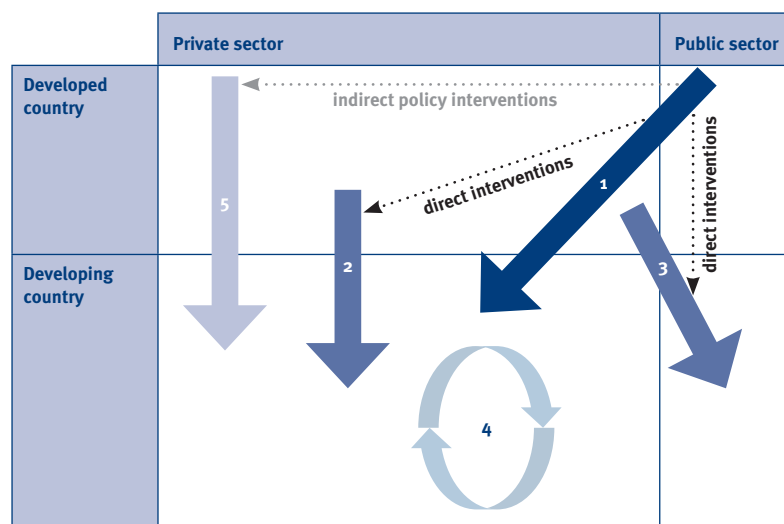 Private sector
Public sector
Developed
country
indirect policy interventions
direct interventions
direct interventions
1
5
2
3
Developing
country
4